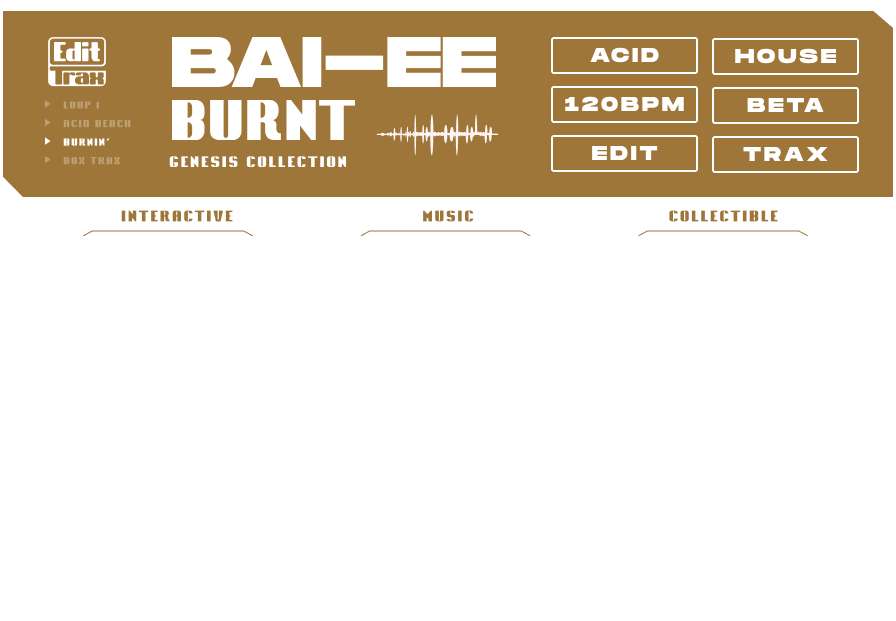 Edit
Trax
LOOP 1
ACID BEACH
BURNIN'
BOX TRAX
BAI—EE
BURNT
GENESIS COLLECTION
ACID
HOUSE
120BPM
BETA
EDIT
TRAX
INTERACTIVE
MUSIC
COLLECTIBLE